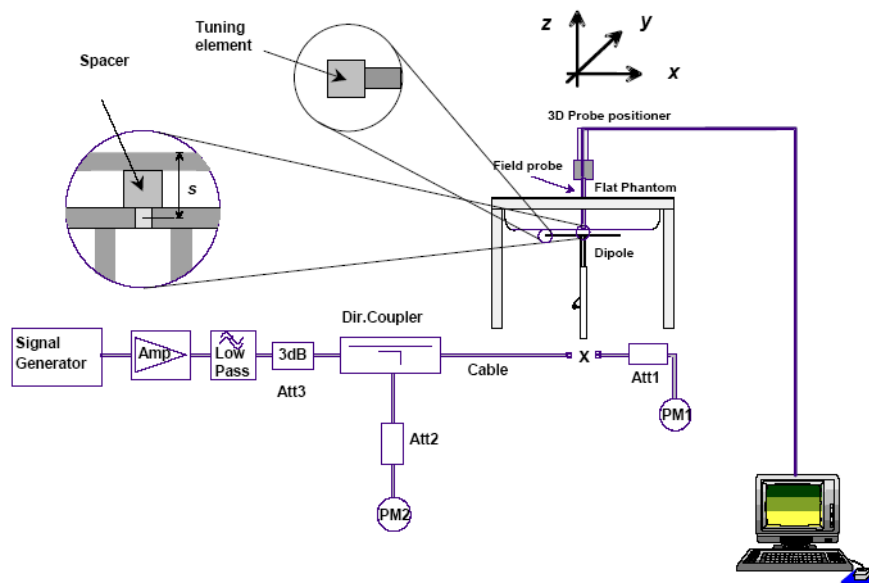 Tuning
element
Spacer
z
y
x
3D Probe positioner
Field probe
Flat Phantom
s
Dipole
Dir.Coupler
Signal
Generator
Amp
Low
Pass
3dB
Att3
Cable
X
Att1
PM1
Att2
PM2